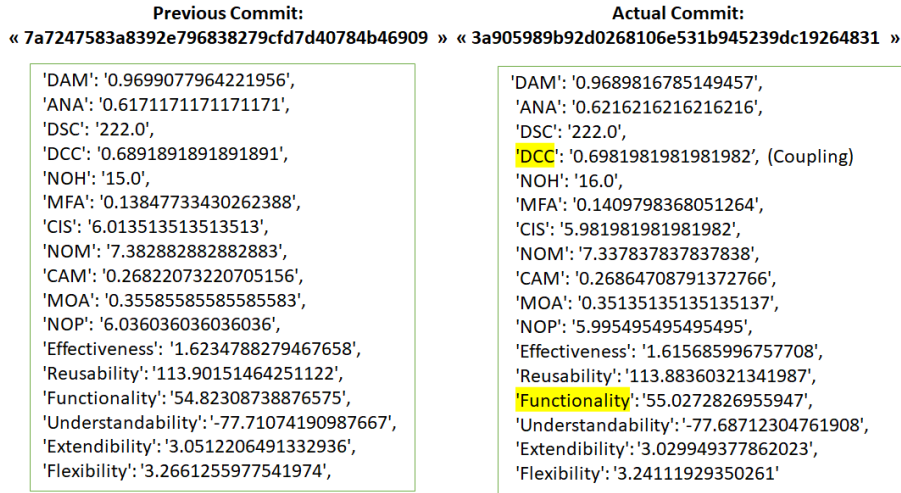 Previous Commit:
« 7a7247583a8392e796838279cfd7d40784b46909 »
'DAM': '0.9699077964221956',
'ANA': '0.6171171171171171',
'DSC': '222.0',
'DCC': '0.6891891891891891',
'NOH': '15.0',
'MFA': '0.13847733430262388',
'CIS': '6.013513513513513',
'NOM': '7.382882882882883',
'CAM': '0.26822073220705156',
'MOA': '0.35585585585585583',
'NOP': '6.036036036036036',
'Effectiveness': '1.6234788279467658',
'Reusability': '113.90151464251122',
'Functionality': '54.82308738876575',
'Understandability': '-77.71074190987667',
'Extendibility': '3.0512206491332936',
'Flexibility': '3.2661255977541974',
Actual Commit:
« 3a905989b92d0268106e531b945239dc19264831 »
'DAM': '0.9689816785149457',
'ANA': '0.6216216216216216',
'DSC': '222.0',
'DCC': '0.6981981981981982’, (Coupling)
'NOH': '16.0',
'MFA': '0.1409798368051264',
'CIS': '5.981981981981982',
'NOM': '7.337837837837838',
'CAM': '0.26864708791372766',
'MOA': '0.35135135135135137',
'NOP': '5.995495495495495',
'Effectiveness': '1.615685996757708',
'Reusability': '113.88360321341987',
'Functionality': '55.0272826955947',
'Understandability': '-77.68712304761908',
'Extendibility': '3.029949377862023',
'Flexibility': '3.24111929350261'